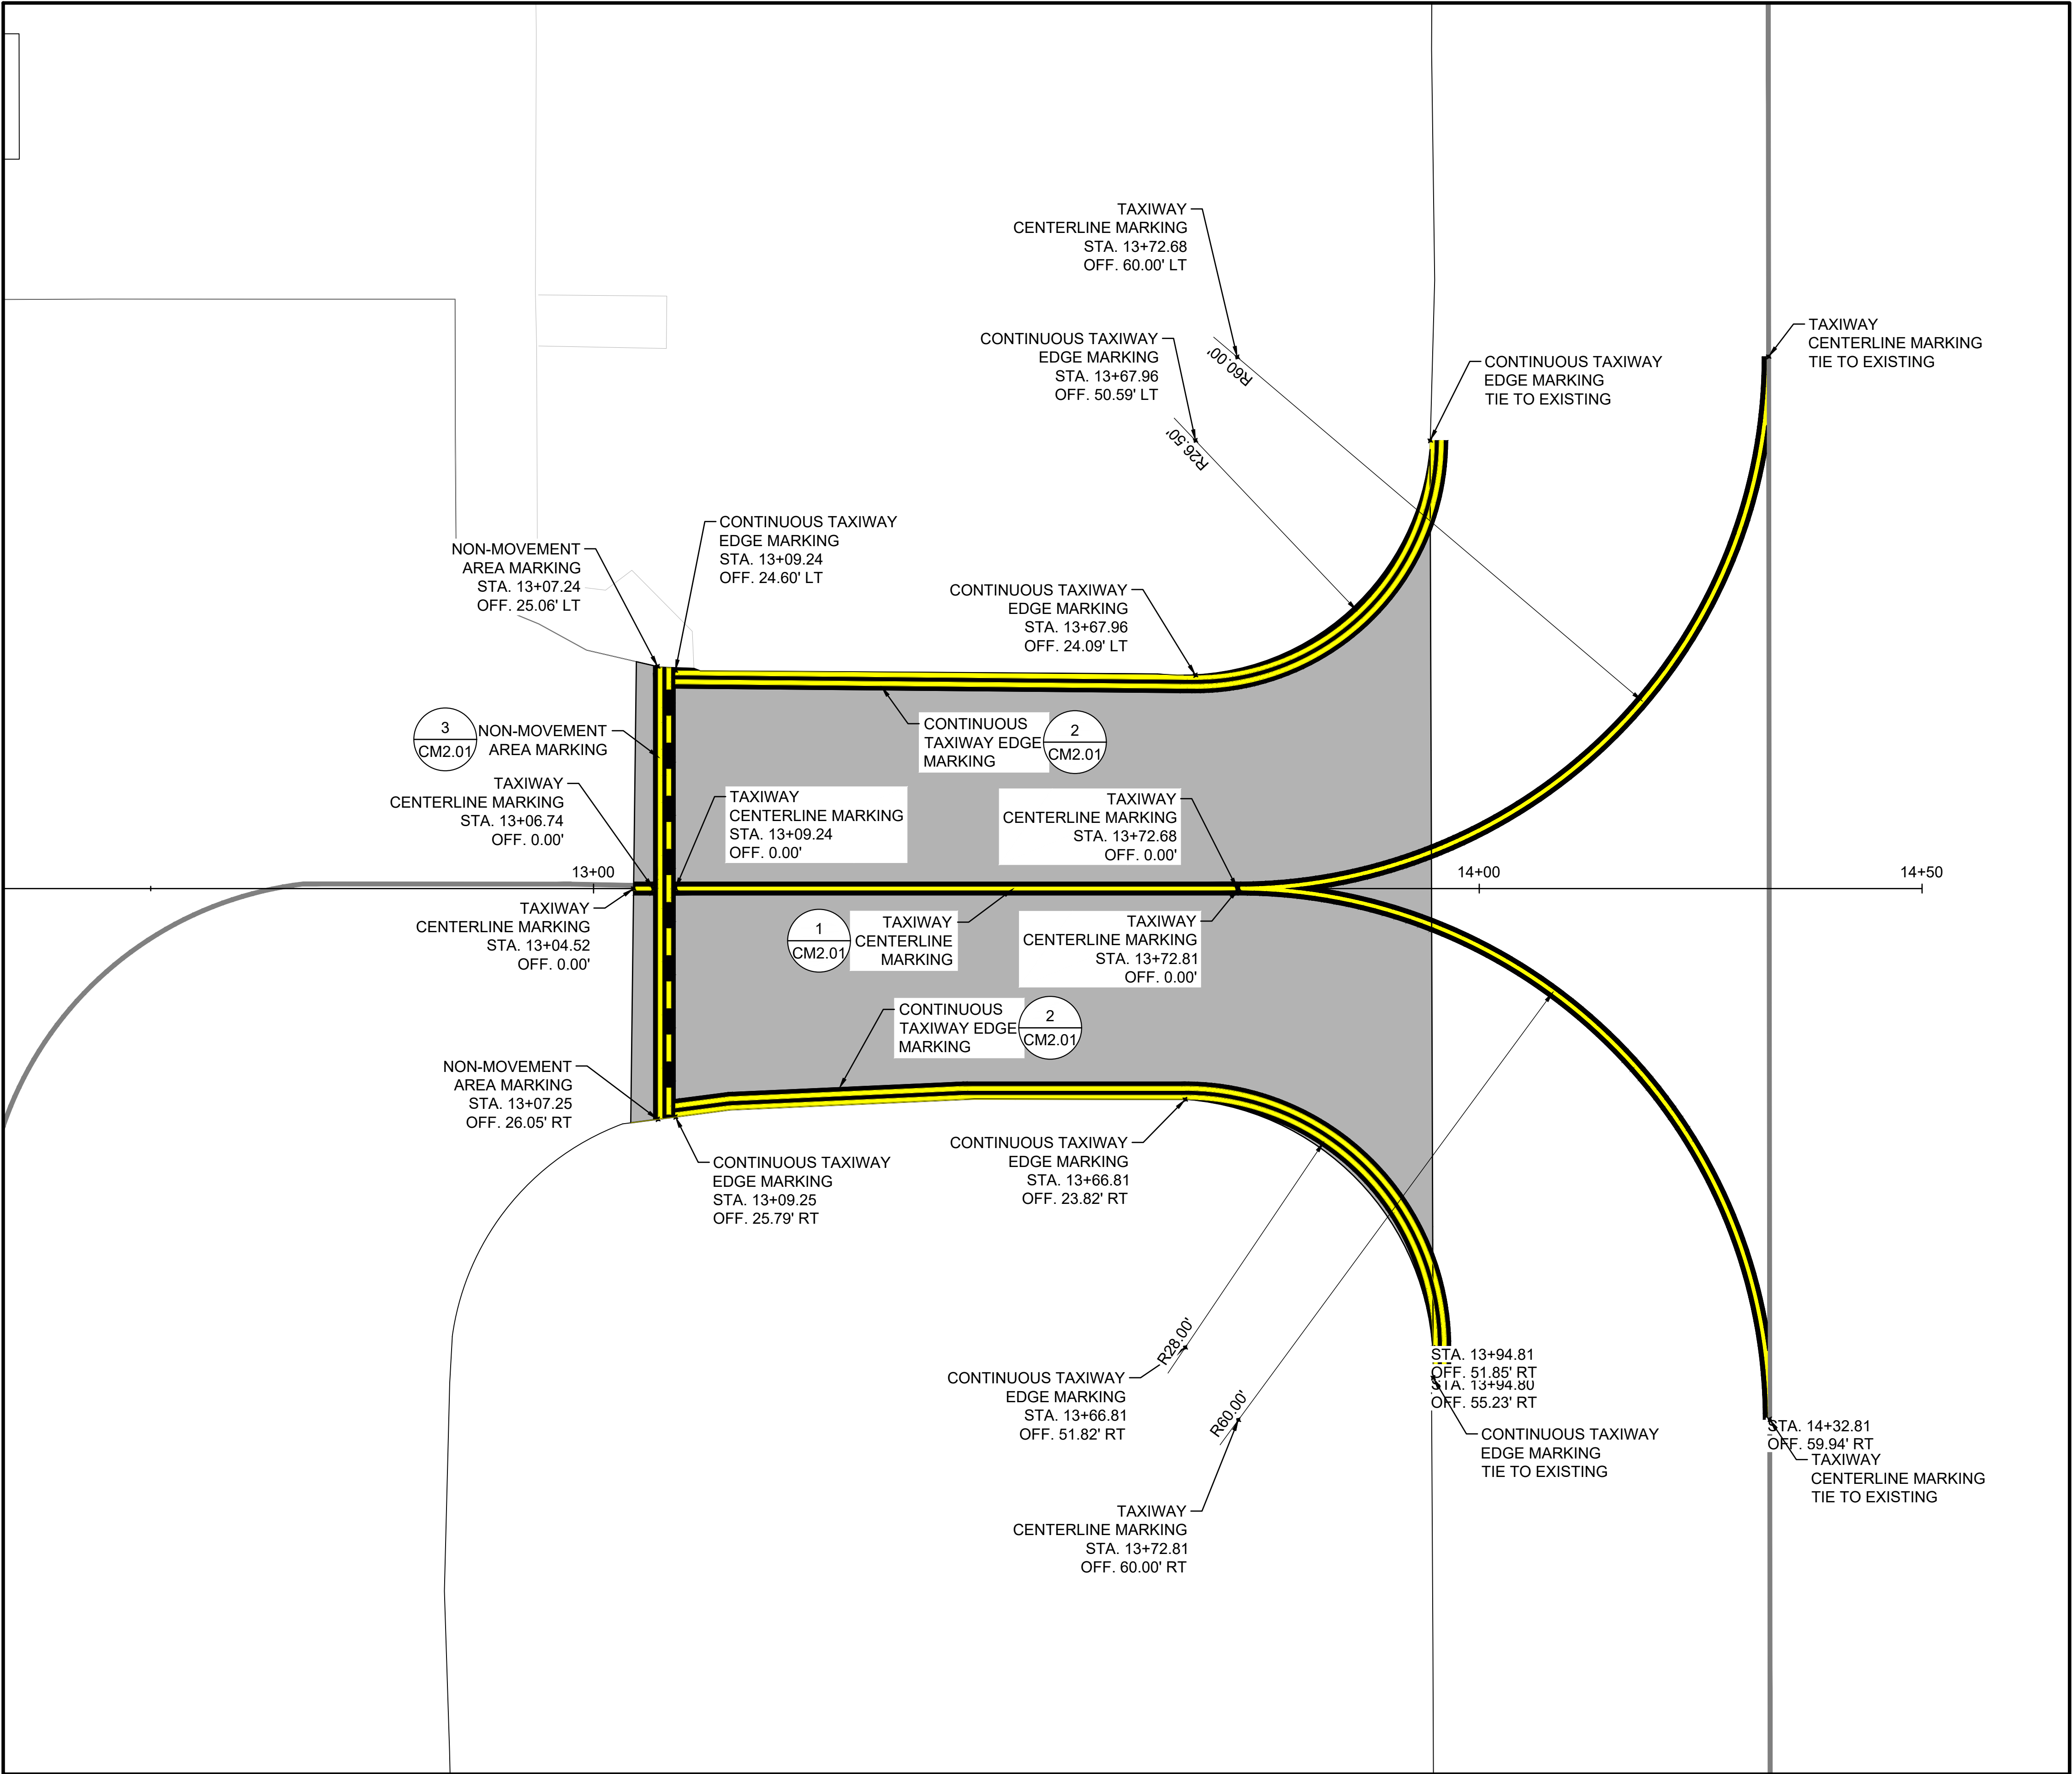 TAXIWAY
CENTERLINE MARKING
STA. 13+72.68
OFF. 60.00' LT
CONTINUOUS TAXIWAY
EDGE MARKING
STA. 13+67.96
OFF. 50.59' LT
R60.00'
R26.50'
TAXIWAY
CENTERLINE MARKING
TIE TO EXISTING
CONTINUOUS TAXIWAY
EDGE MARKING
TIE TO EXISTING
NON-MOVEMENT
AREA MARKING
STA. 13+07.24
OFF. 25.06' LT
CONTINUOUS TAXIWAY
EDGE MARKING
STA. 13+09.24
OFF. 24.60' LT
CONTINUOUS TAXIWAY
EDGE MARKING
STA. 13+67.96
OFF. 24.09' LT
3
CM2.01
NON-MOVEMENT
AREA MARKING
CONTINUOUS
TAXIWAY EDGE
MARKING
2
CM2.01
TAXIWAY
CENTERLINE MARKING
STA. 13+06.74
OFF. 0.00'
TAXIWAY
CENTERLINE MARKING
STA. 13+09.24
OFF. 0.00'
TAXIWAY
CENTERLINE MARKING
STA. 13+72.68
OFF. 0.00'
13+00
14+00
14+50
TAXIWAY
CENTERLINE MARKING
STA. 13+04.52
OFF. 0.00'
1
CM2.01
TAXIWAY
CENTERLINE
MARKING
TAXIWAY
CENTERLINE MARKING
STA. 13+72.81
OFF. 0.00'
CONTINUOUS
TAXIWAY EDGE
MARKING
2
CM2.01
NON-MOVEMENT
AREA MARKING
STA. 13+07.25
OFF. 26.05' RT
CONTINUOUS TAXIWAY
EDGE MARKING
STA. 13+09.25
OFF. 25.79' RT
CONTINUOUS TAXIWAY
EDGE MARKING
STA. 13+66.81
OFF. 23.82' RT
R28.00'
R60.00'
CONTINUOUS TAXIWAY
EDGE MARKING
STA. 13+66.81
OFF. 51.82' RT
STA. 13+94.81
OFF. 51.85' RT
STA. 13+94.80
OFF. 55.23' RT
CONTINUOUS TAXIWAY
EDGE MARKING
TIE TO EXISTING
STA. 14+32.81
OFF. 59.94' RT
TAXIWAY
CENTERLINE MARKING
TIE TO EXISTING
TAXIWAY
CENTERLINE MARKING
STA. 13+72.81
OFF. 60.00' RT